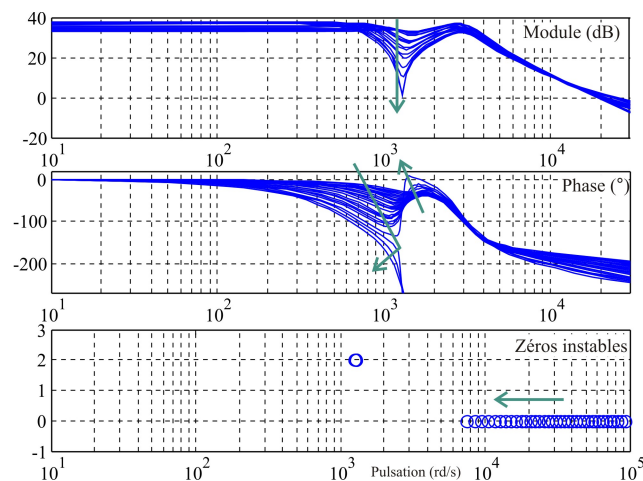 40
Module (dB)
20
0
20
10^1 10^2 10^3 10^4
0
Phase (°)
-100
-200
10^1 10^2 10^3 10^4
3
Zéros instables
2
1
0
-1
10^1 10^2 10^3 10^4 10^5
Pulsation (rd/s)